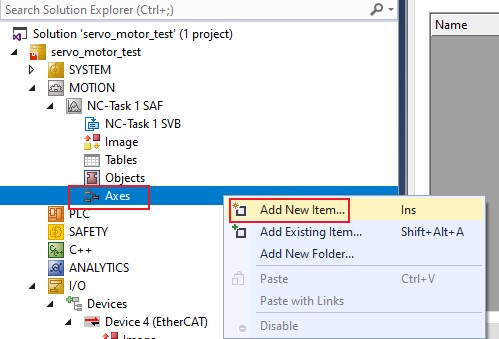 Search Solution Explorer (Ctrl+;)
Name
Solution 'servo_motor_test' (1 project)
servo_motor_test
SYSTEM
MOTION
NC-Task 1 SAF
NC-Task 1 SVB
Image
Tables
Objects
Axes
PLC
SAFETY
C++
ANALYTICS
I/O
Devices
Device 4 (EtherCAT)
Add New Item... Ins
Add Existing Item... Shift+Alt+A
Add New Folder...
Paste Ctrl+V
Paste with Links
Disable